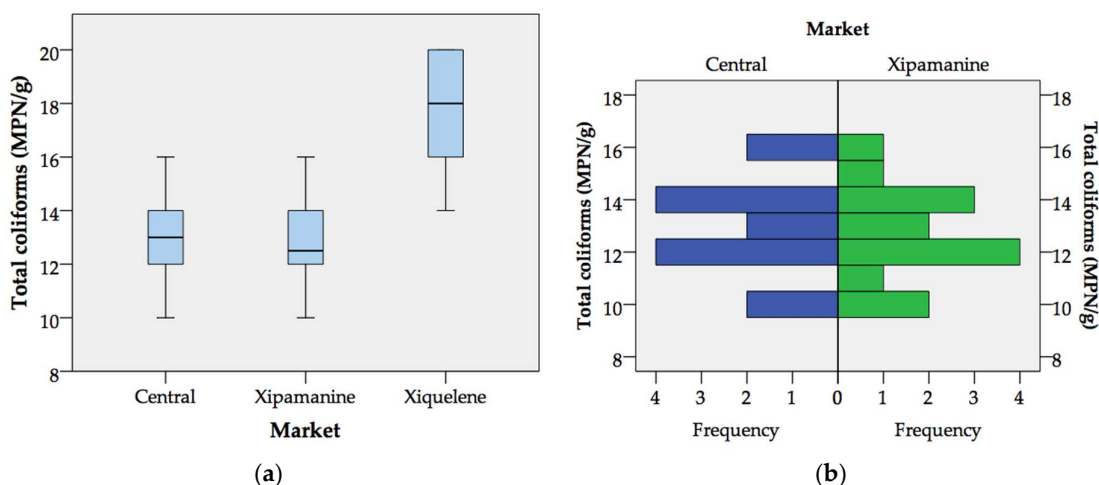 20
18
16
14
12
10
8
Total coliforms (MPN/g)
Central
Xipamanine
Xiquelene
Market
(a)
Market
Central
Xipamanine
18
16
14
12
10
8
Total coliforms (MPN/g)
18
16
14
12
10
8
Total coliforms (MPN/g)
4 3 2 1 0 1 2 3 4
Frequency
Frequency
(b)